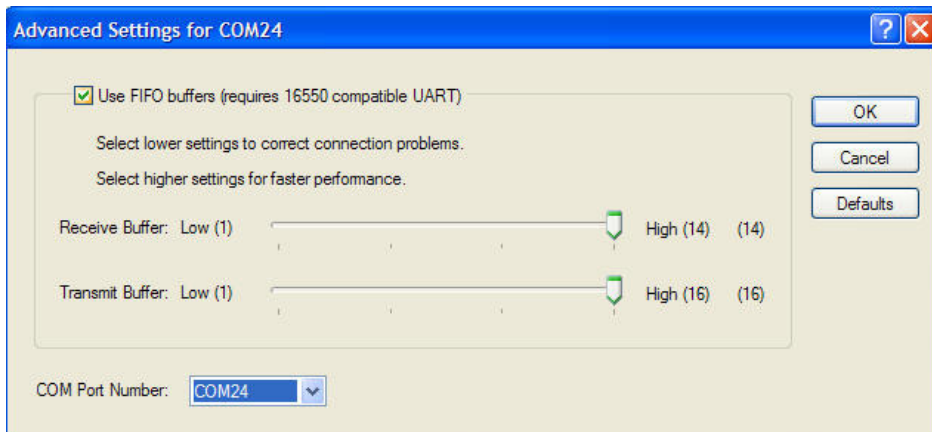 Advanced Settings for COM24
Use FIFO buffers (requires 16550 compatible UART)
OK
Select lower settings to correct connection problems.
Cancel
Select higher settings for faster performance.
Defaults
Receive Buffer: Low (1) High (14) (14)
Transmit Buffer: Low (1) High (16) (16)
COM Port Number: COM24